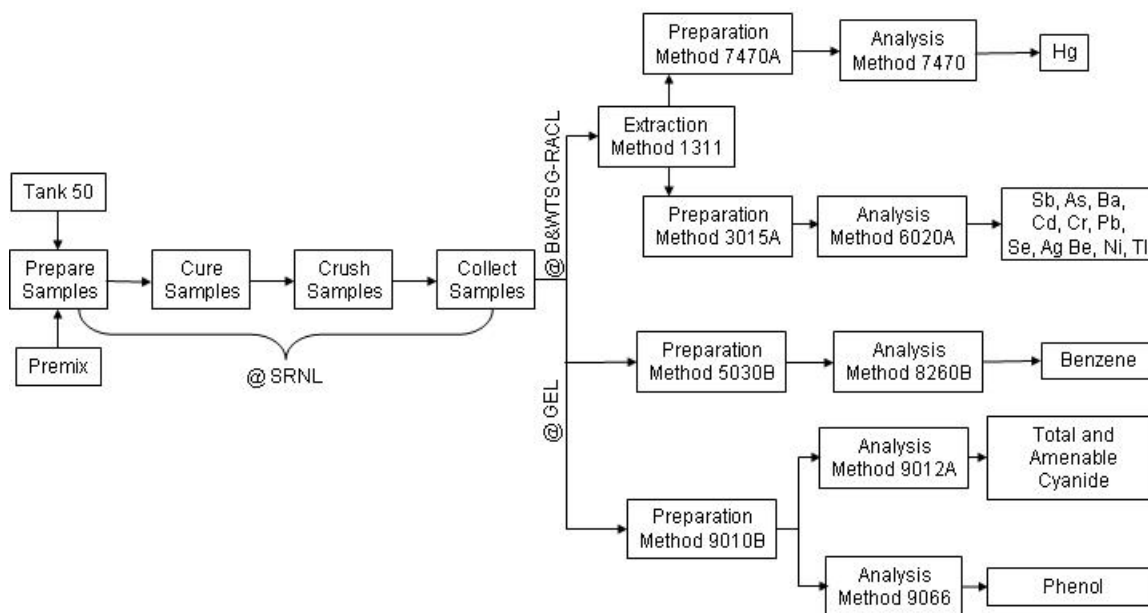 Tank 50
Prepare
Samples
Premix
Cure
Samples
Crush
Samples
Collect
Samples
@ SRNL
@ B&WTSG-RACL
@ GEL
Preparation
Method 7470A
Analysis
Method 7470
Hg
Extraction
Method 1311
Preparation
Method 3015A
Analysis
Method 6020A
Sb, As, Ba,
Cd, Cr, Pb,
Se, Ag Be, Ni, Tl
Preparation
Method 5030B
Analysis
Method 8260B
Benzene
Preparation
Method 9010B
Analysis
Method 9012A
Total and
Amenable
Cyanide
Analysis
Method 9066
Phenol